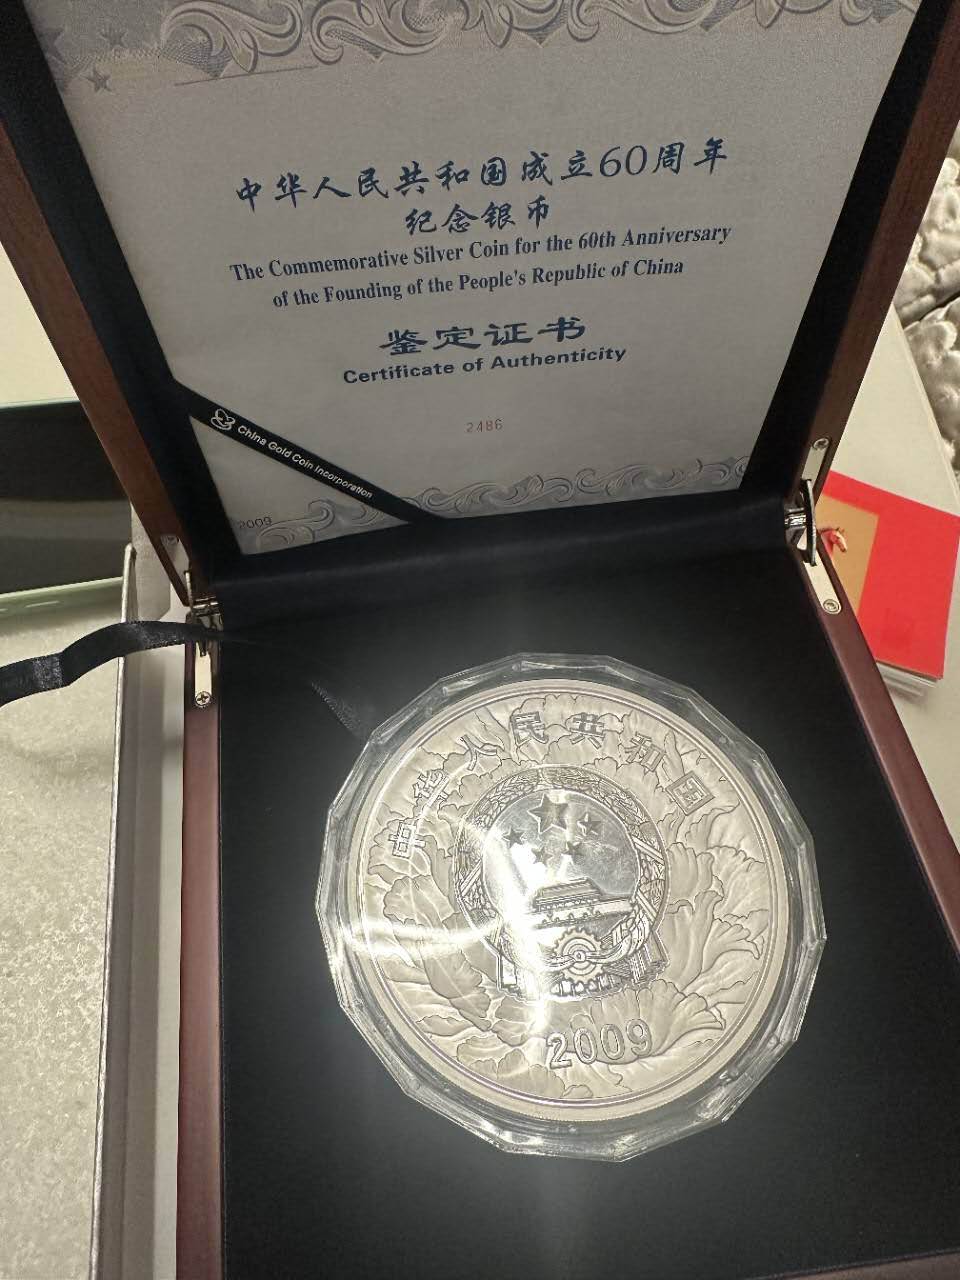 中华人民共和国成立60周年
纪念银币
The Commemorative Silver Coin for the 60th Anniversary
of the Founding of the People's Republic of China
鉴定证书
Certificate of Authenticity
2486
China Gold Coin Incorporation
2009
中华人民共和国
2009